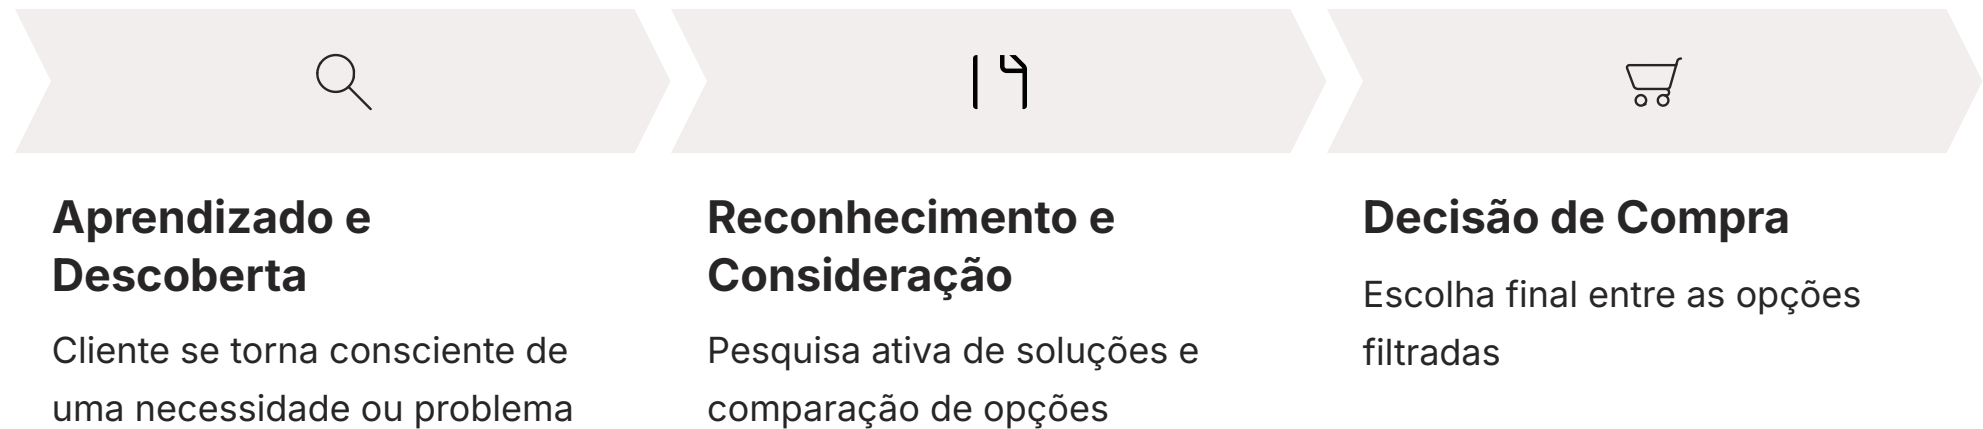 Aprendizado e
Descoberta
Cliente se torna consciente de
uma necessidade ou problema
Reconhecimento e
Consideração
Pesquisa ativa de soluções e
comparação de opções
Decisão de Compra
Escolha final entre as opções
filtradas